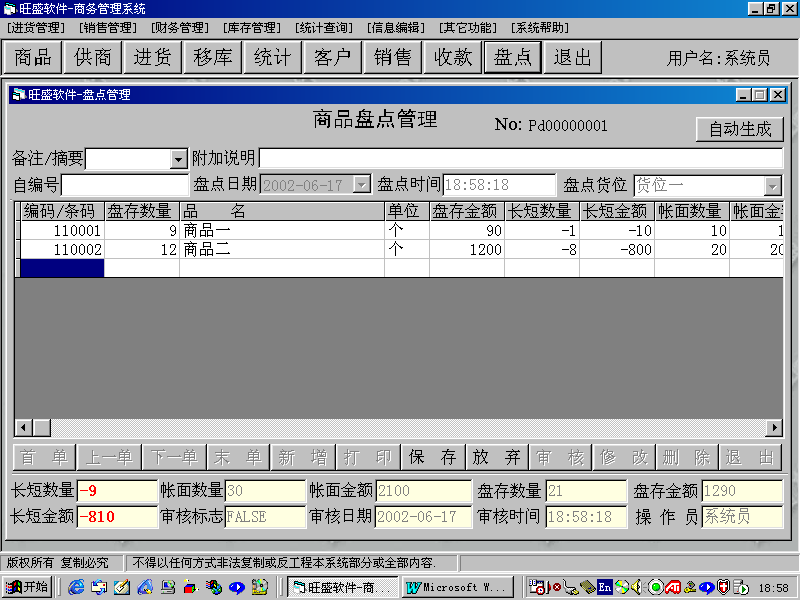 旺盛软件-商务管理系统
[进货管理] [销售管理] [财务管理] [库存管理] [统计查询] [信息编辑] [其它功能] [系统帮助]
商品 供商 进货 移库 统计 客户 销售 收款 盘点 退出 用户名:系统员
旺盛软件-盘点管理
商品盘点管理 No: Pd00000001 自动生成
备注/摘要 附加说明
自编号 盘点日期 2002-06-17 盘点时间 18:58:18 盘点货位 货位一
编码/条码 盘存数量 品 名 单位 盘存金额 长短数量 长短金额 帐面数量 帐面金
110001 9 商品一 个 90 -1 -10 10 1
110002 12 商品二 个 1200 -8 -800 20 20
首 单 上一单 下一单 末 单 新 增 打 印 保 存 放 弃 审 核 修 改 删 除 退 出
长短数量 -9 帐面数量 30 帐面金额 2100 盘存数量 21 盘存金额 1290
长短金额 -810 审核标志 FALSE 审核日期 2002-06-17 审核时间 18:58:18 操 作 员 系统员
版权所有 复制必究 不得以任何方式非法复制或反工程本系统部分或全部内容.
开始 旺盛软件-商... Microsoft W... En 18:58